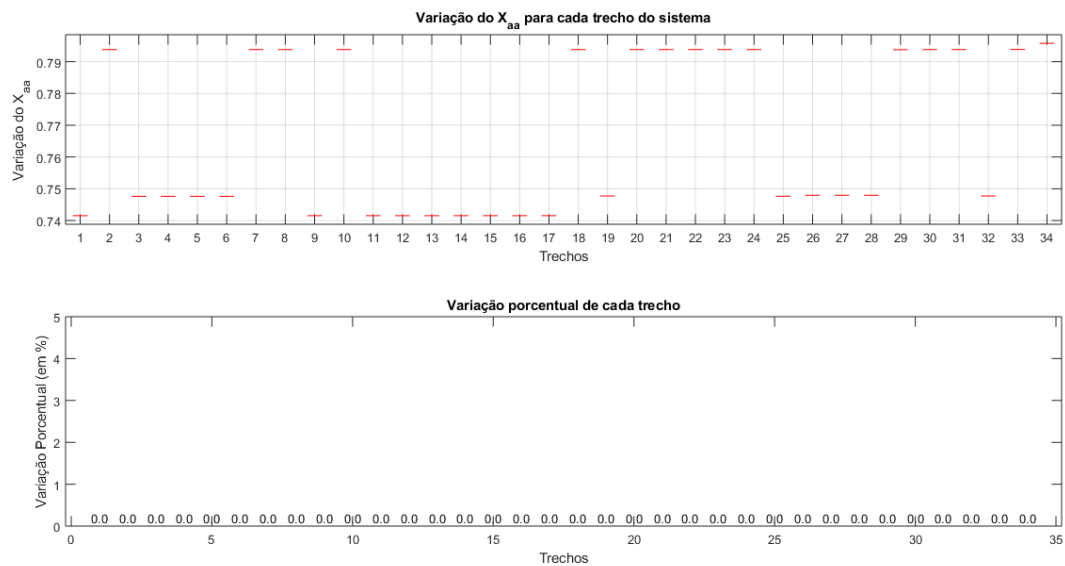 Variação do X_aa para cada trecho do sistema
Variação do X_aa
0.79
0.78
0.77
0.76
0.75
0.74
1 2 3 4 5 6 7 8 9 10 11 12 13 14 15 16 17 18 19 20 21 22 23 24 25 26 27 28 29 30 31 32 33 34
Trechos
Variação porcentual de cada trecho
Variação Porcentual (em %)
5
4
3
2
1
0
0.0 0.0 0.0 0.0 0.0 0.0 0.0 0.0 0.0 0.0 0.0 0.0 0.0 0.0 0.0 0.0 0.0 0.0 0.0 0.0 0.0 0.0 0.0 0.0 0.0 0.0 0.0 0.0 0.0 0.0 0.0 0.0 0.0 0.0
0 5 10 15 20 25 30 35
Trechos